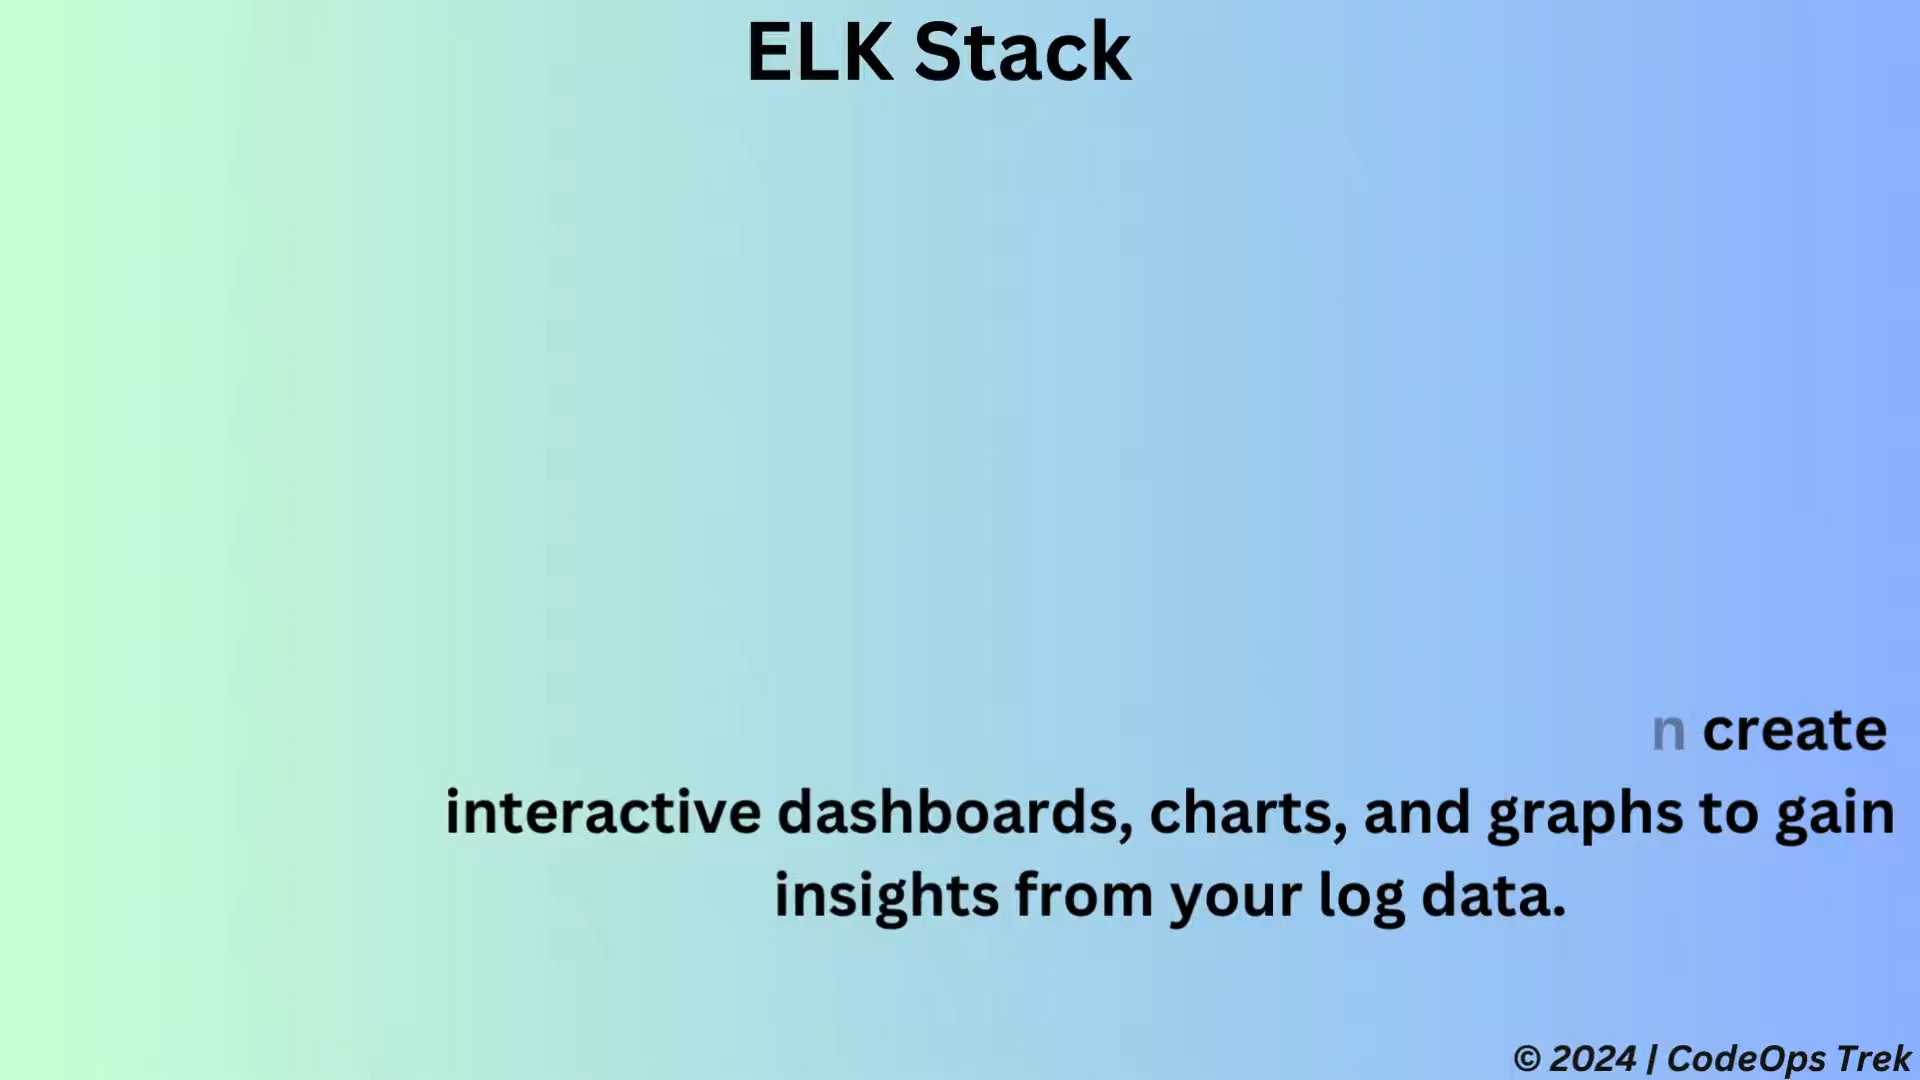 ELK Stack
n create
interactive dashboards, charts, and graphs to gain
insights from your log data.
© 2024 | CodeOps Trek